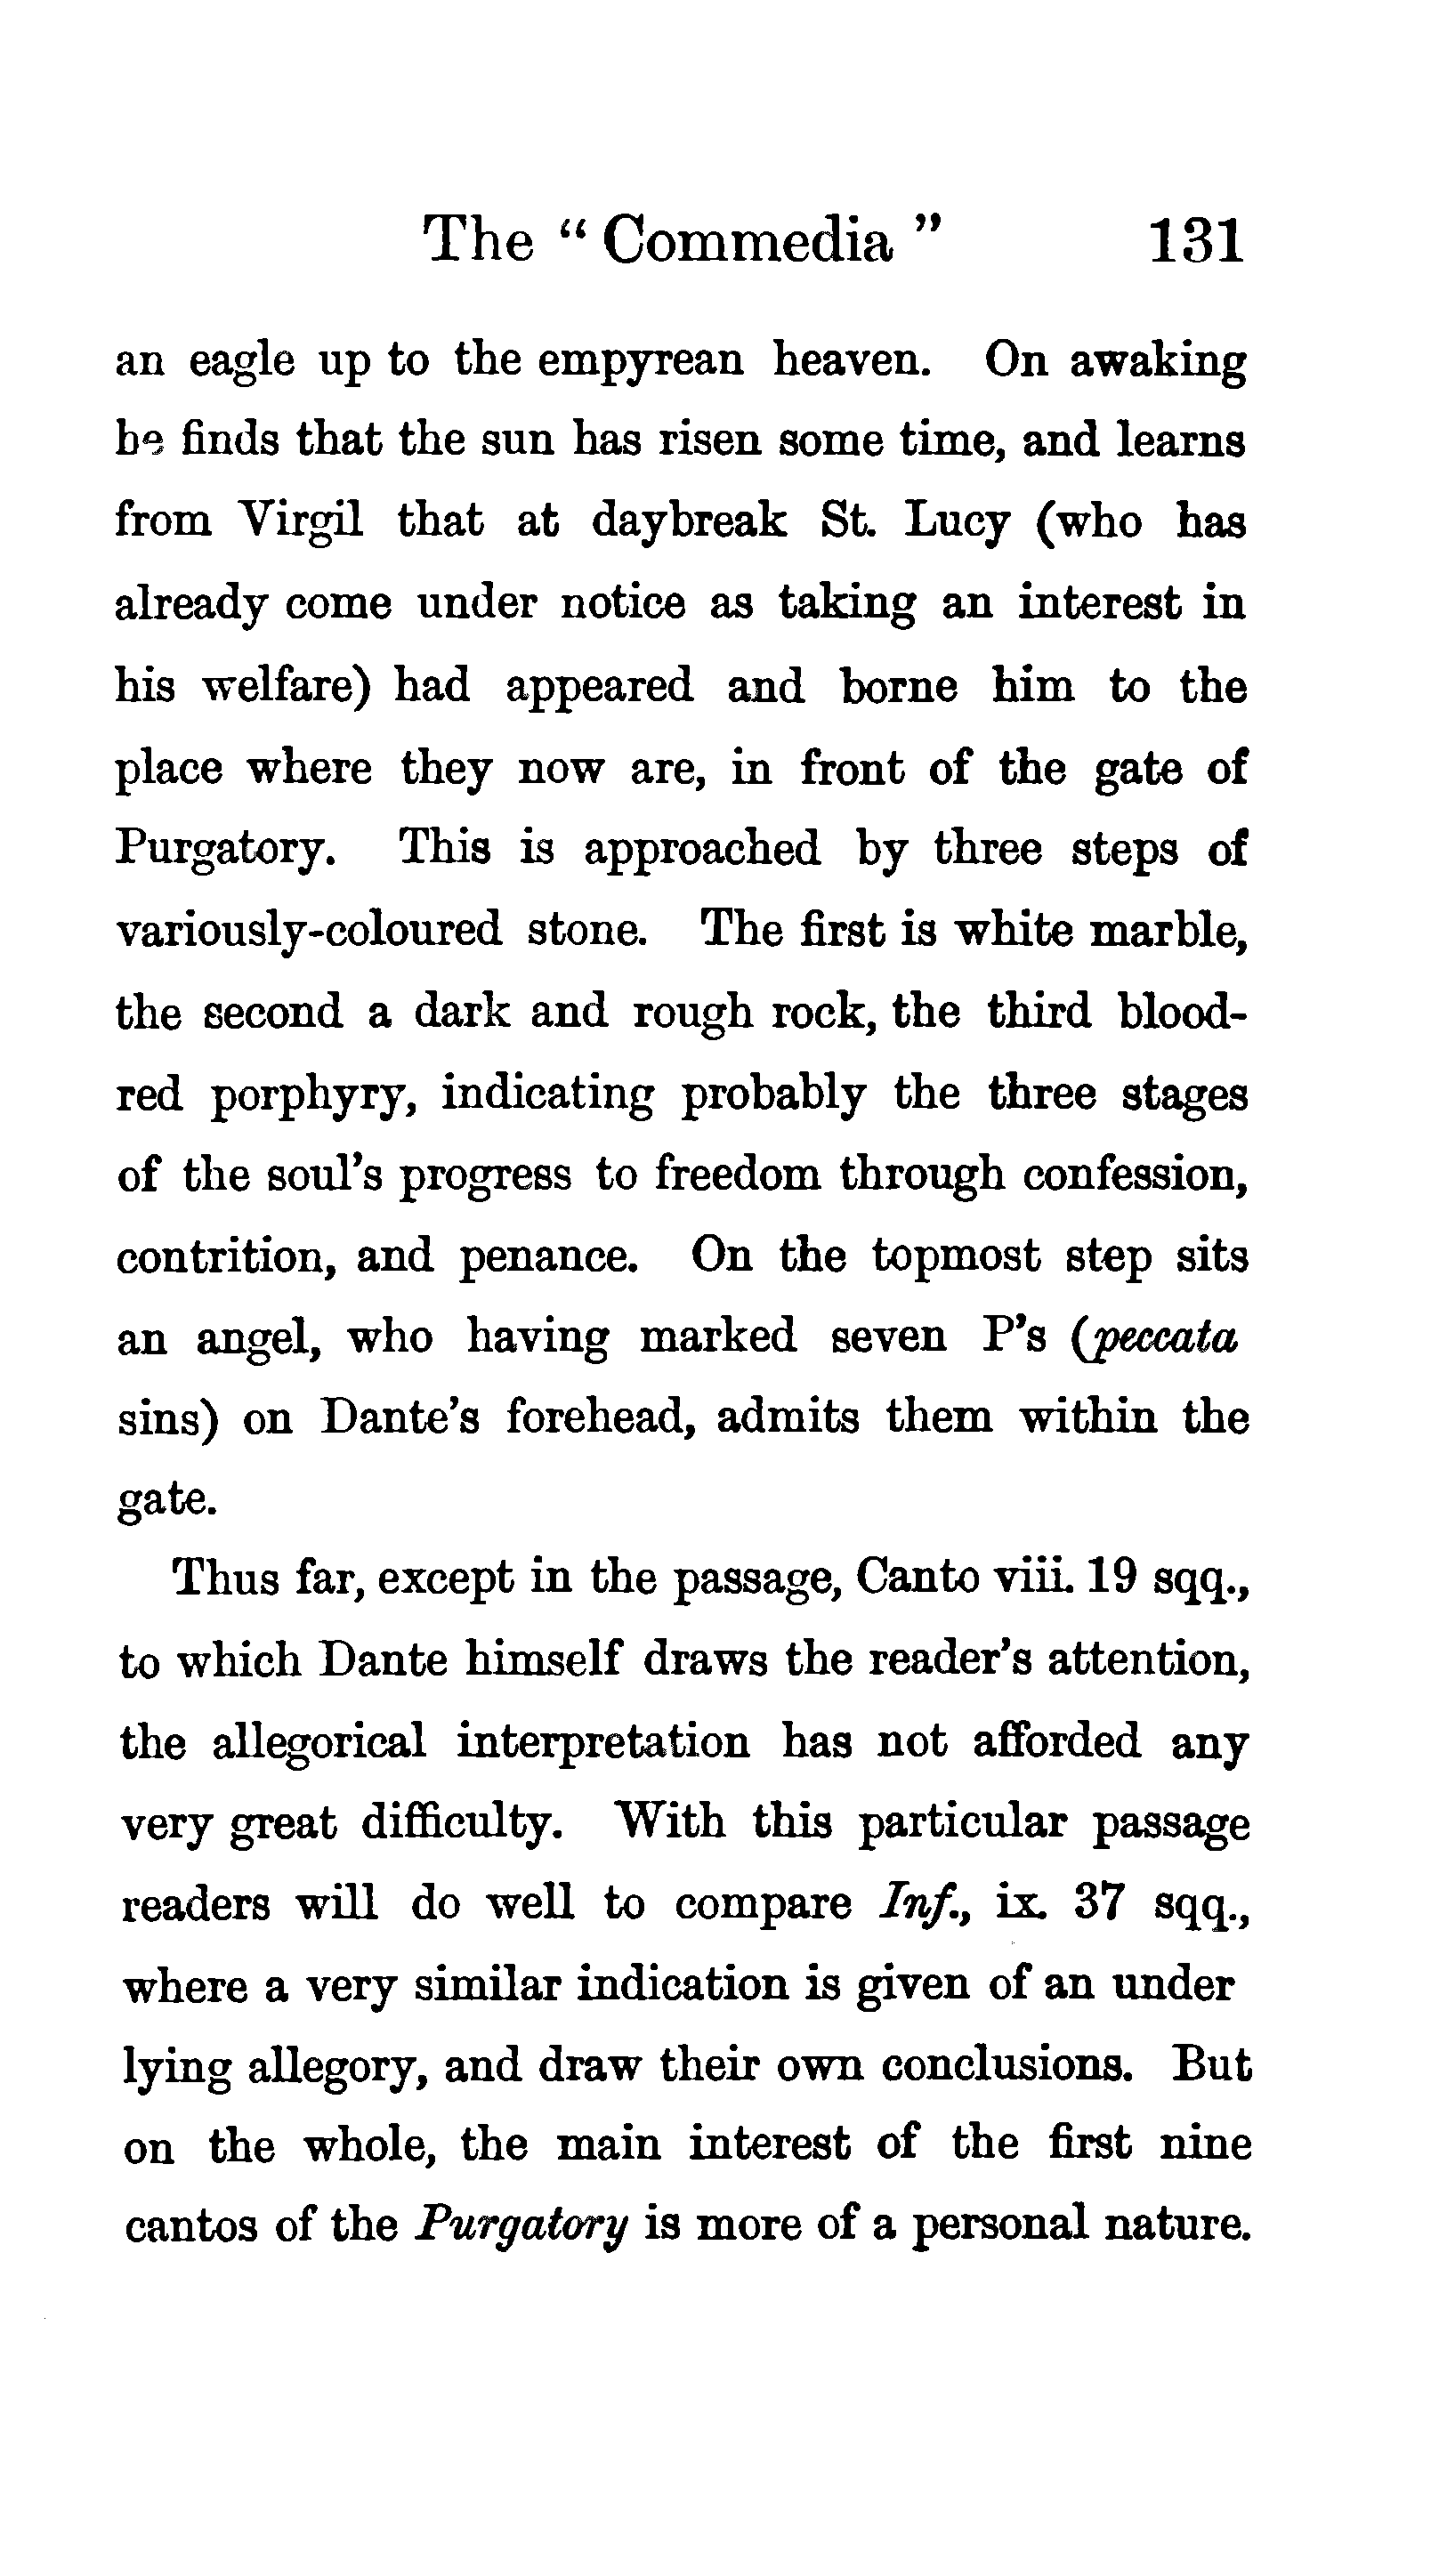 The “ Commedia ” 131
an eagle up to the empyrean heaven. On awaking
he finds that the sun has risen some time, and learns
from Virgil that at daybreak St. Lucy (who has
already come under notice as taking an interest in
his welfare) had appeared and borne him to the
place where they now are, in front of the gate of
Purgatory. This is approached by three steps of
variously-coloured stone. The first is white marble,
the second a dark and rough rock, the third blood-
red porphyry, indicating probably the three stages
of the soul’s progress to freedom through confession,
contrition, and penance. On the topmost step sits
an angel, who having marked seven P’s (peccata
sins) on Dante’s forehead, admits them within the
gate.
Thus far, except in the passage, Canto viii. 19 sqq.,
to which Dante himself draws the reader’s attention,
the allegorical interpretation has not afforded any
very great difficulty. With this particular passage
readers will do well to compare Inf., ix. 37 sqq.,
where a very similar indication is given of an under
lying allegory, and draw their own conclusions. But
on the whole, the main interest of the first nine
cantos of the Purgatory is more of a personal nature.